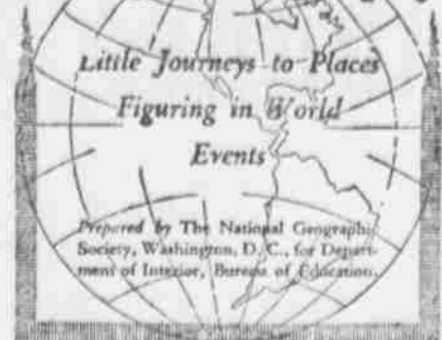 Little Journeys to Places
Figuring in World
Events
Prepared by The National Geographic
Society, Washington, D. C., for Depart-
ment of Interior, Bureau of Education.